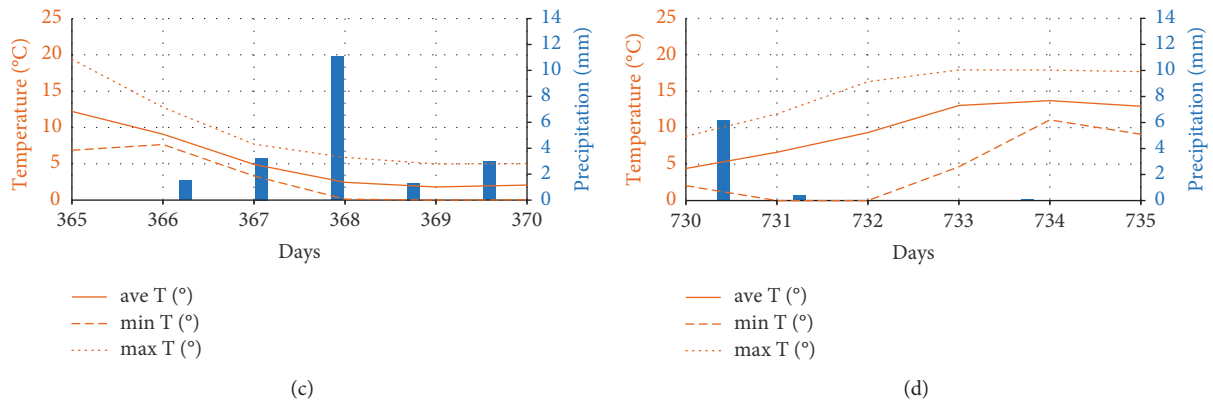 Temperature (°C)
25
20
15
10
5
0
14
12
10
8
6
4
2
0
Precipitation (mm)
365 366 367 368 369 370
Days
ave T (°)
min T (°)
max T (°)
(c)
Temperature (°C)
25
20
15
10
5
0
14
12
10
8
6
4
2
0
Precipitation (mm)
730 731 732 733 734 735
Days
ave T (°)
min T (°)
max T (°)
(d)